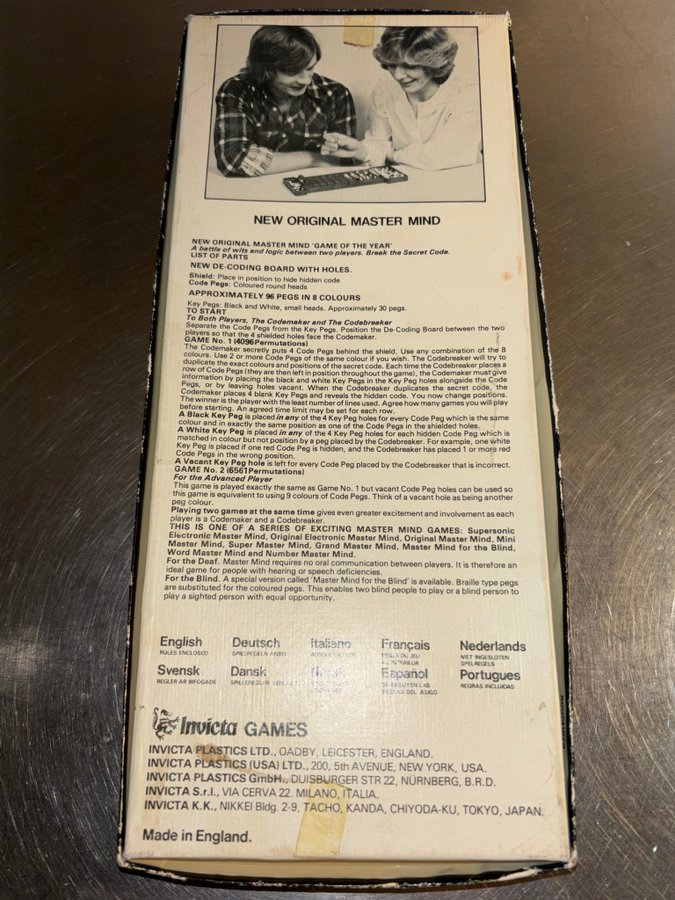 NEW ORIGINAL MASTER MIND
NEW ORIGINAL MASTER MIND 'GAME OF THE YEAR'
A battle of wits and logic between two players. Break the Secret Code.
LIST OF PARTS
NEW DE-CODING BOARD WITH HOLES.
Shield: Place in position to hide hidden code
Code Pegs: Coloured round heads
APPROXIMATELY 96 PEGS IN 8 COLOURS
Key Pegs: Black and White, small heads. Approximately 30 pegs.
TO START
To Both Players, The Codemaker and The Codebreaker
Separate the Code Pegs from the Key Pegs. Position the De-Coding Board between the two
players so that the 4 shielded holes face the Codemaker.
GAME No. 1 (4096 Permutations)
The Codemaker secretly puts 4 Code Pegs behind the shield. Use any combination of the 8
colours. Use 2 or more Code Pegs of the same colour if you wish. The Codebreaker will try to
duplicate the exact colours and positions of the secret code. Each time the Codebreaker places a
row of Code Pegs (they are then left in position throughout the game), the Codemaker must give
information by placing the black and white Key Pegs in the Key Peg holes alongside the Code
Pegs, or by leaving holes vacant. When the Codebreaker duplicates the secret code, the
Codemaker places 4 blank Key Pegs and reveals the hidden code. You now change positions.
The winner is the player with the least number of lines used. Agree how many games you will play
before starting. An agreed time limit may be set for each row.
A Black Key Peg is placed in any of the 4 Key Peg holes for every Code Peg which is the same
colour and in exactly the same position as one of the Code Pegs in the shielded holes.
A White Key Peg is placed in any of the 4 Key Peg holes for each hidden Code Peg which is
matched in colour but not position by a peg placed by the Codebreaker. For example, one white
Key Peg is placed if one red Code Peg is hidden, and the Codebreaker has placed 1 or more red
Code Pegs in the wrong position.
A Vacant Key Peg hole is left for every Code Peg placed by the Codebreaker that is incorrect.
GAME No. 2 (6561 Permutations)
For the Advanced Player
This game is played exactly the same as Game No. 1 but vacant Code Peg holes can be used so
this game is equivalent to using 9 colours of Code Pegs. Think of a vacant hole as being another
peg colour.
Playing two games at the same time gives even greater excitement and involvement as each
player is a Codemaker and a Codebreaker.
THIS IS ONE OF A SERIES OF EXCITING MASTER MIND GAMES: Supersonic
Electronic Master Mind, Original Electronic Master Mind, Original Master Mind, Mini
Master Mind, Super Master Mind, Grand Master Mind, Master Mind for the Blind,
Word Master Mind and Number Master Mind.
For the Deaf. Master Mind requires no oral communication between players. It is therefore an
ideal game for people with hearing or speech deficiencies.
For the Blind. A special version called 'Master Mind for the Blind' is available. Braille type pegs
are substituted for the coloured pegs. This enables two blind people to play or a blind person to
play a sighted person with equal opportunity.
English Deutsch Italiano Français Nederlands
RULES ENCLOSED SPIELREGELN ANBEI MET INGESLOTEN
SPELREGELS
Svensk Dansk Norsk Español Portugues
REGLER ÄR BIFOGADE REGRAS INCLUIDAS
Invicta GAMES
INVICTA PLASTICS LTD., OADBY, LEICESTER, ENGLAND.
INVICTA PLASTICS (USA) LTD., 200, 5th AVENUE, NEW YORK, USA.
INVICTA PLASTICS GmbH., DUISBURGER STR 22, NÜRNBERG, B.R.D.
INVICTA S.r.l., VIA CERVA 22. MILANO, ITALIA.
INVICTA K.K., NIKKEI Bldg. 2-9, TACHO, KANDA, CHIYODA-KU, TOKYO, JAPAN.
Made in England.